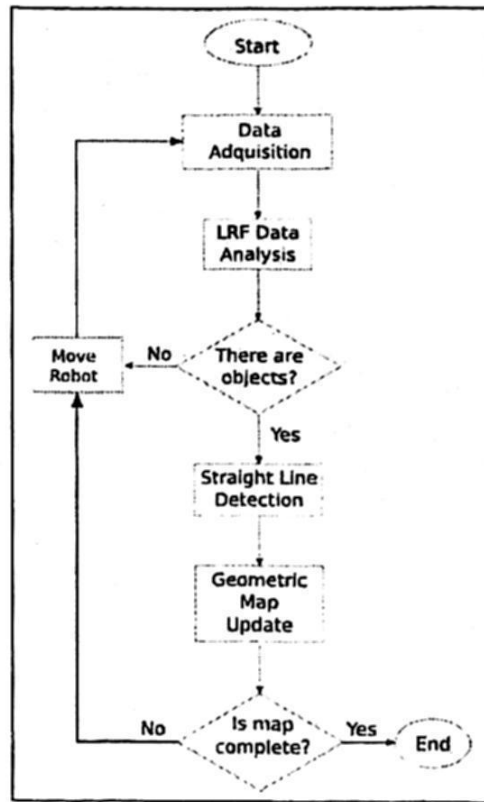 Start
Data
Adquisition
LRF Data
Analysis
There are
objects?
No
Move
Robot
Yes
Straight Line
Detection
Geometric
Map
Update
Is map
complete?
No
Yes
End